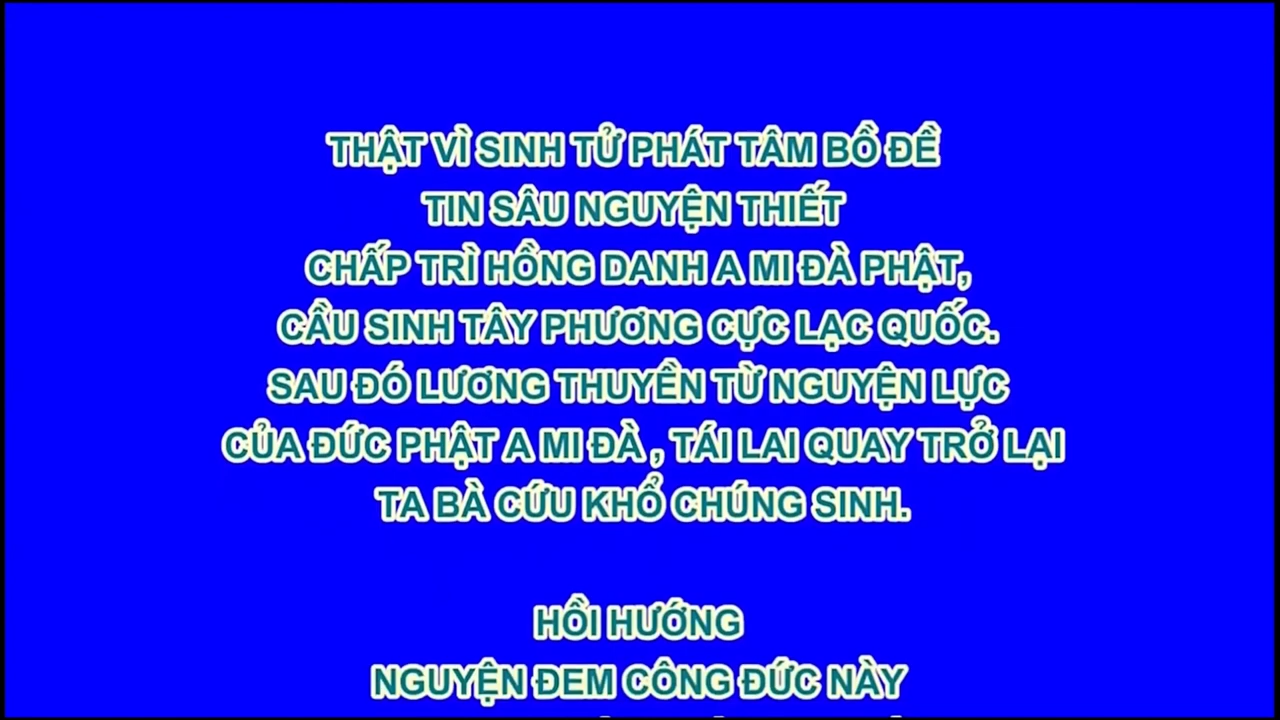 THẬT VÌ SINH TỬ PHÁT TÂM BỒ ĐỀ
TIN SÂU NGUYỆN THIẾT
CHẤP TRÌ HỒNG DANH A MI ĐÀ PHẬT,
CẦU SINH TÂY PHƯƠNG CỰC LẠC QUỐC.
SAU ĐÓ LƯƠNG THUYỀN TỪ NGUYỆN LỰC
CỦA ĐỨC PHẬT A MI ĐÀ , TÁI LAI QUAY TRỞ LẠI
TA BÀ CỨU KHỔ CHÚNG SINH.
HỒI HƯỚNG
NGUYỆN ĐEM CÔNG ĐỨC NÀY